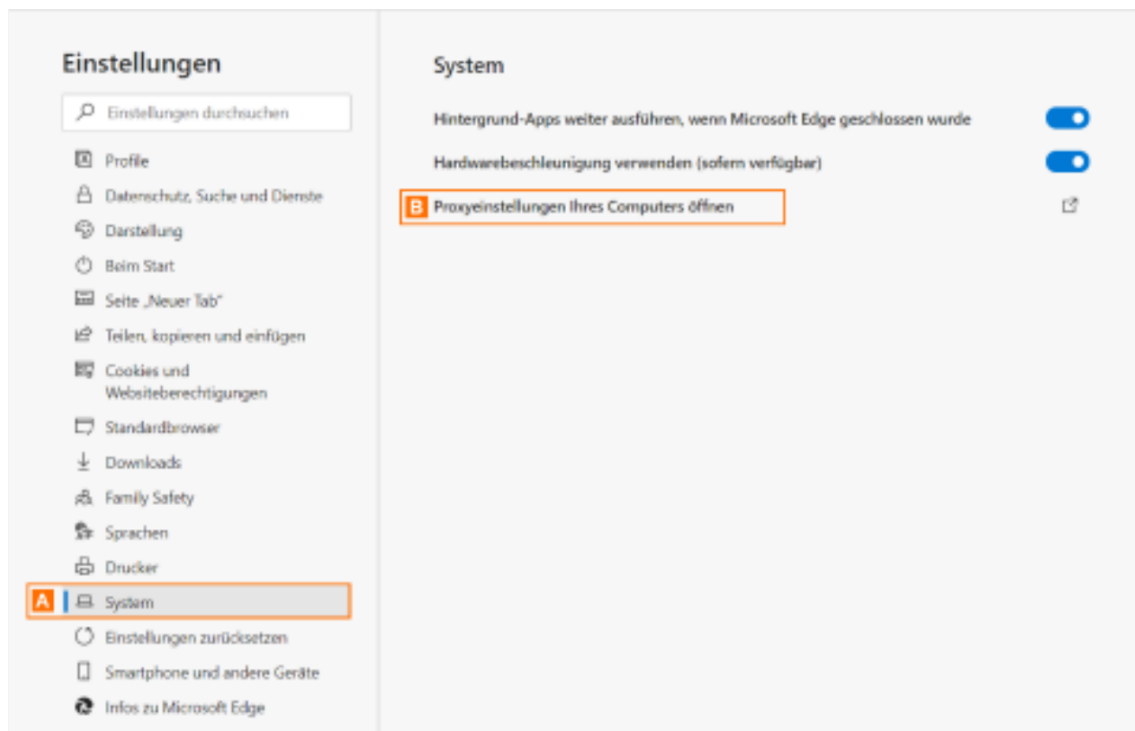 Einstellungen
Einstellungen durchsuchen
Profile
Datenschutz, Suche und Dienste
Darstellung
Beim Start
Seite „Neuer Tab"
Teilen, kopieren und einfügen
Cookies und
Websiteberechtigungen
Standardbrowser
Downloads
Family Safety
Sprachen
Drucker
A System
Einstellungen zurücksetzen
Smartphone und andere Geräte
Infos zu Microsoft Edge
System
Hintergrund-Apps weiter ausführen, wenn Microsoft Edge geschlossen wurde
Hardwarebeschleunigung verwenden (sofern verfügbar)
B Proxyeinstellungen Ihres Computers öffnen